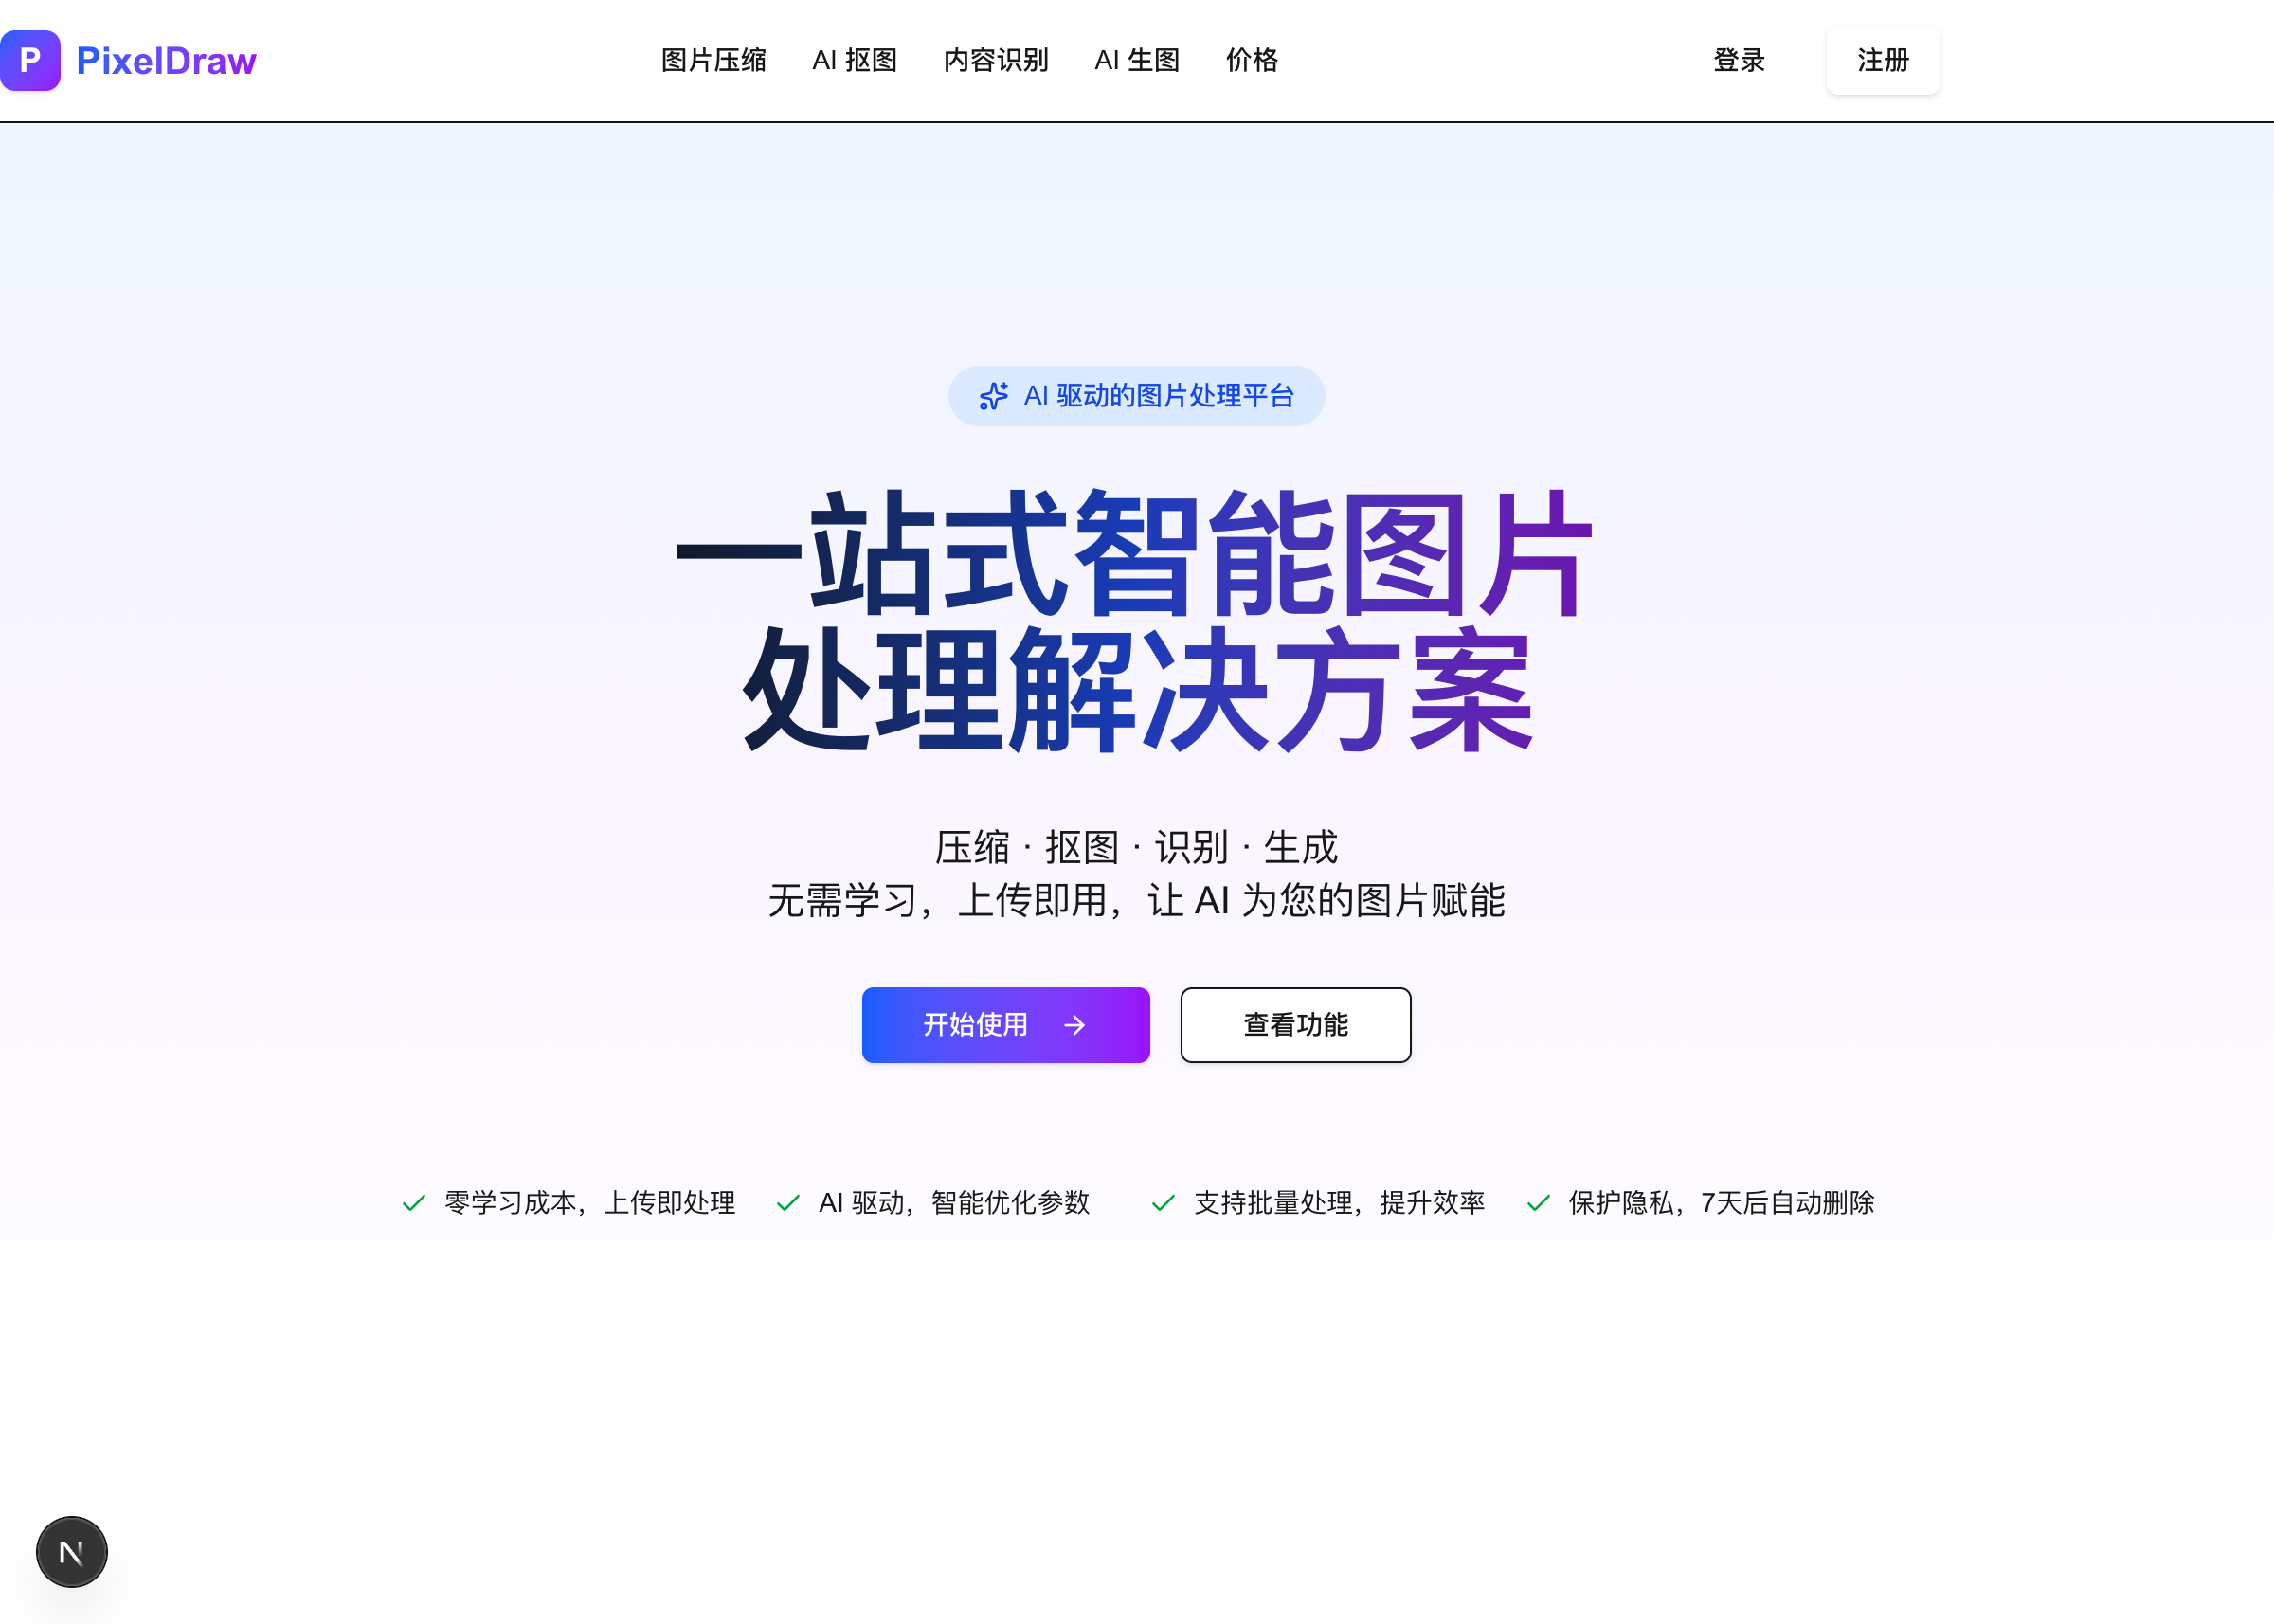 P PixelDraw 图片压缩 AI 抠图 内容识别 AI 生图 价格 登录 注册
AI 驱动的图片处理平台
一站式智能图片
处理解决方案
压缩 · 抠图 · 识别 · 生成
无需学习，上传即用，让 AI 为您的图片赋能
开始使用 查看功能
零学习成本，上传即处理 AI 驱动，智能优化参数 支持批量处理，提升效率 保护隐私，7天后自动删除
N